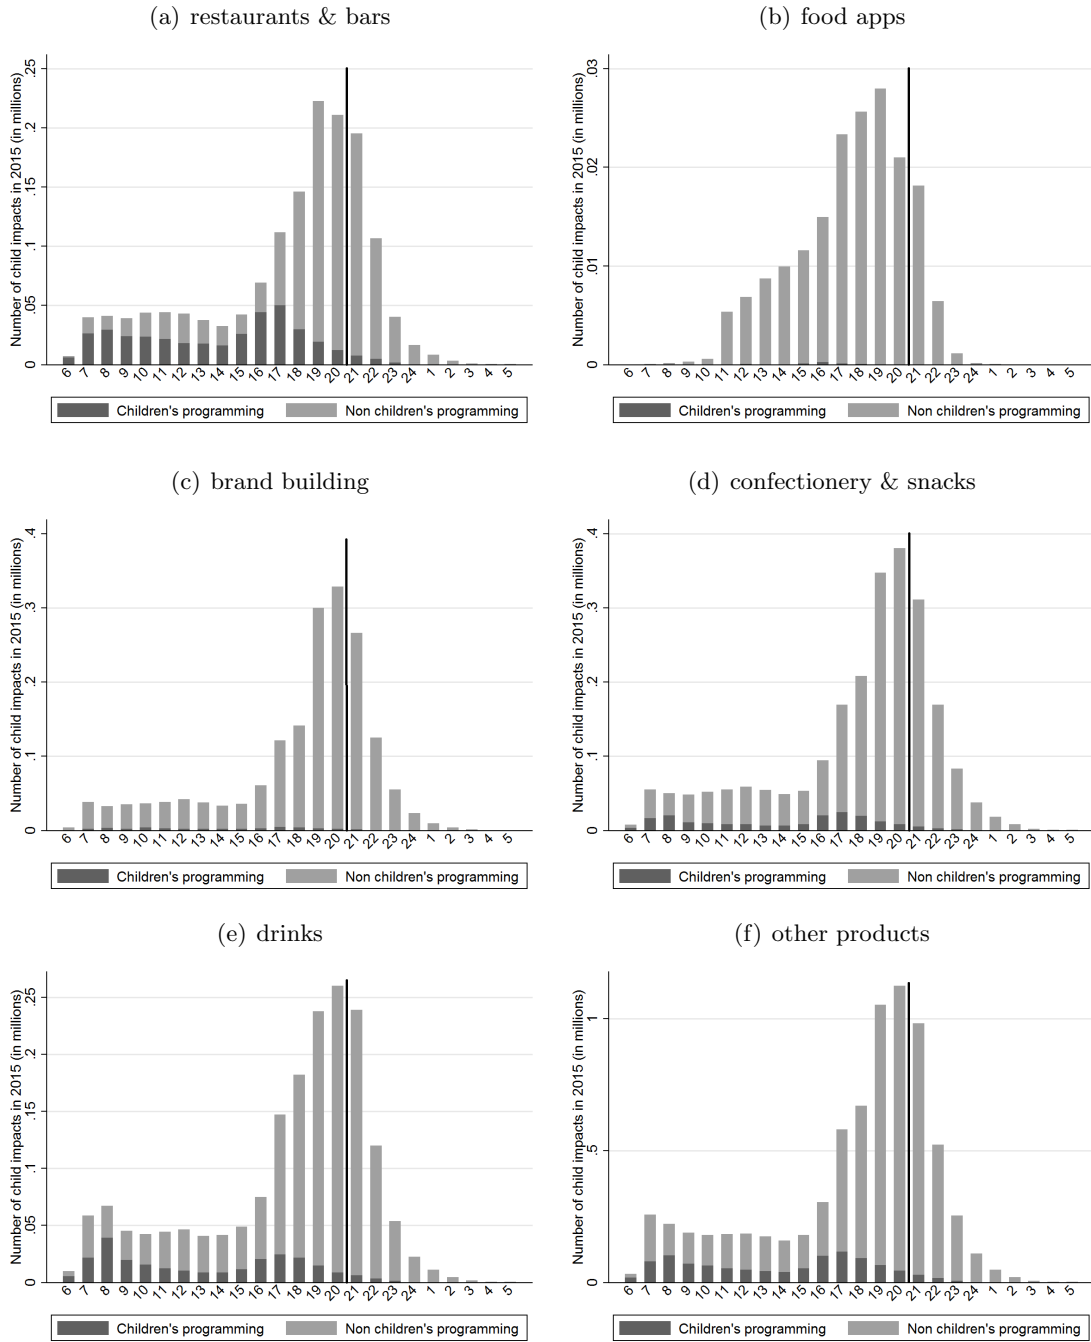 (a) restaurants & bars
Number of child impacts in 2015 (in millions)
.25
.2
.15
.1
.05
0
6 7 8 9 10 11 12 13 14 15 16 17 18 19 20 21 22 23 24 1 2 3 4 5
Children's programming Non children's programming
(b) food apps
Number of child impacts in 2015 (in millions)
.03
.02
.01
0
6 7 8 9 10 11 12 13 14 15 16 17 18 19 20 21 22 23 24 1 2 3 4 5
Children's programming Non children's programming
(c) brand building
Number of child impacts in 2015 (in millions)
.4
.3
.2
.1
0
6 7 8 9 10 11 12 13 14 15 16 17 18 19 20 21 22 23 24 1 2 3 4 5
Children's programming Non children's programming
(d) confectionery & snacks
Number of child impacts in 2015 (in millions)
.4
.3
.2
.1
0
6 7 8 9 10 11 12 13 14 15 16 17 18 19 20 21 22 23 24 1 2 3 4 5
Children's programming Non children's programming
(e) drinks
Number of child impacts in 2015 (in millions)
.25
.2
.15
.1
.05
0
6 7 8 9 10 11 12 13 14 15 16 17 18 19 20 21 22 23 24 1 2 3 4 5
Children's programming Non children's programming
(f) other products
Number of child impacts in 2015 (in millions)
1
.5
0
6 7 8 9 10 11 12 13 14 15 16 17 18 19 20 21 22 23 24 1 2 3 4 5
Children's programming Non children's programming